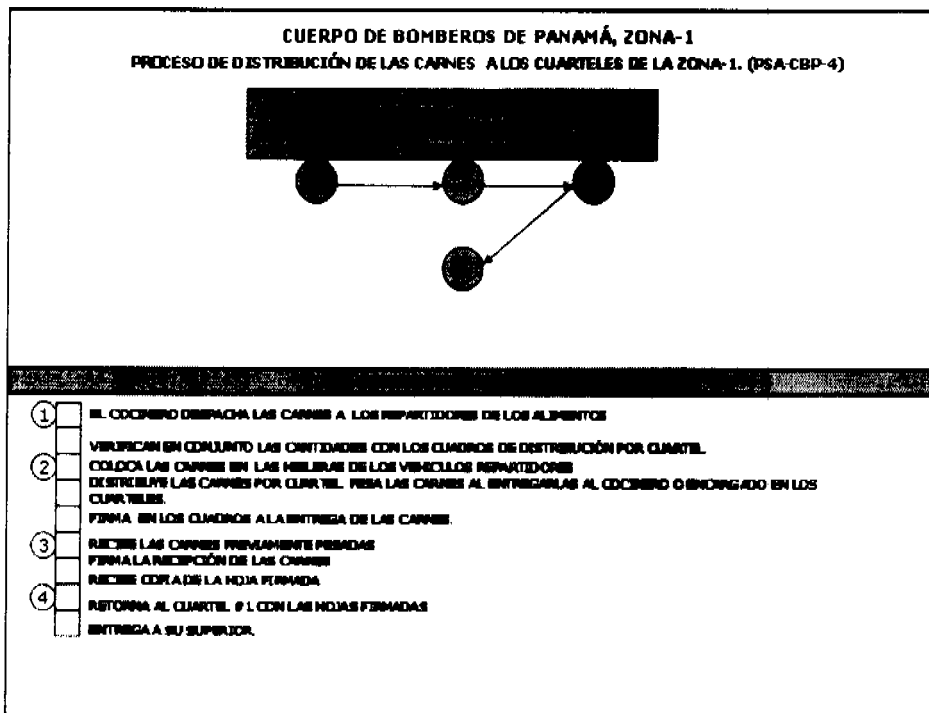 CUERPO DE BOMBEROS DE PANAMÁ, ZONA-1
PROCESO DE DISTRIBUCIÓN DE LAS CARNES A LOS CUARTELES DE LA ZONA-1. (PSA-CBP-4)
1 EL COCINERO DESPACHA LAS CARNES A LOS REPARTIDORES DE LOS ALIMENTOS
VERIFICAN EN CONJUNTO LAS CANTIDADES CON LOS CUADROS DE DISTRIBUCIÓN POR CUARTEL.
2 COLOCA LAS CARNES EN LAS HIELERAS DE LOS VEHICULOS REPARTIDORES
DISTRIBUYE LAS CARNES POR CUARTEL. PESA LAS CARNES AL ENTREGARLAS AL COCINERO O ENCARGADO EN LOS
CUARTELES.
FIRMA EN LOS CUADROS A LA ENTREGA DE LAS CARNES.
3 RECIBE LAS CARNES PREVIAMENTE PESADAS
FIRMA LA RECEPCIÓN DE LAS CARNES
RECIBE COPIA DE LA HOJA FIRMADA
4 RETORNA AL CUARTEL # 1 CON LAS HOJAS FIRMADAS
ENTREGA A SU SUPERIOR.